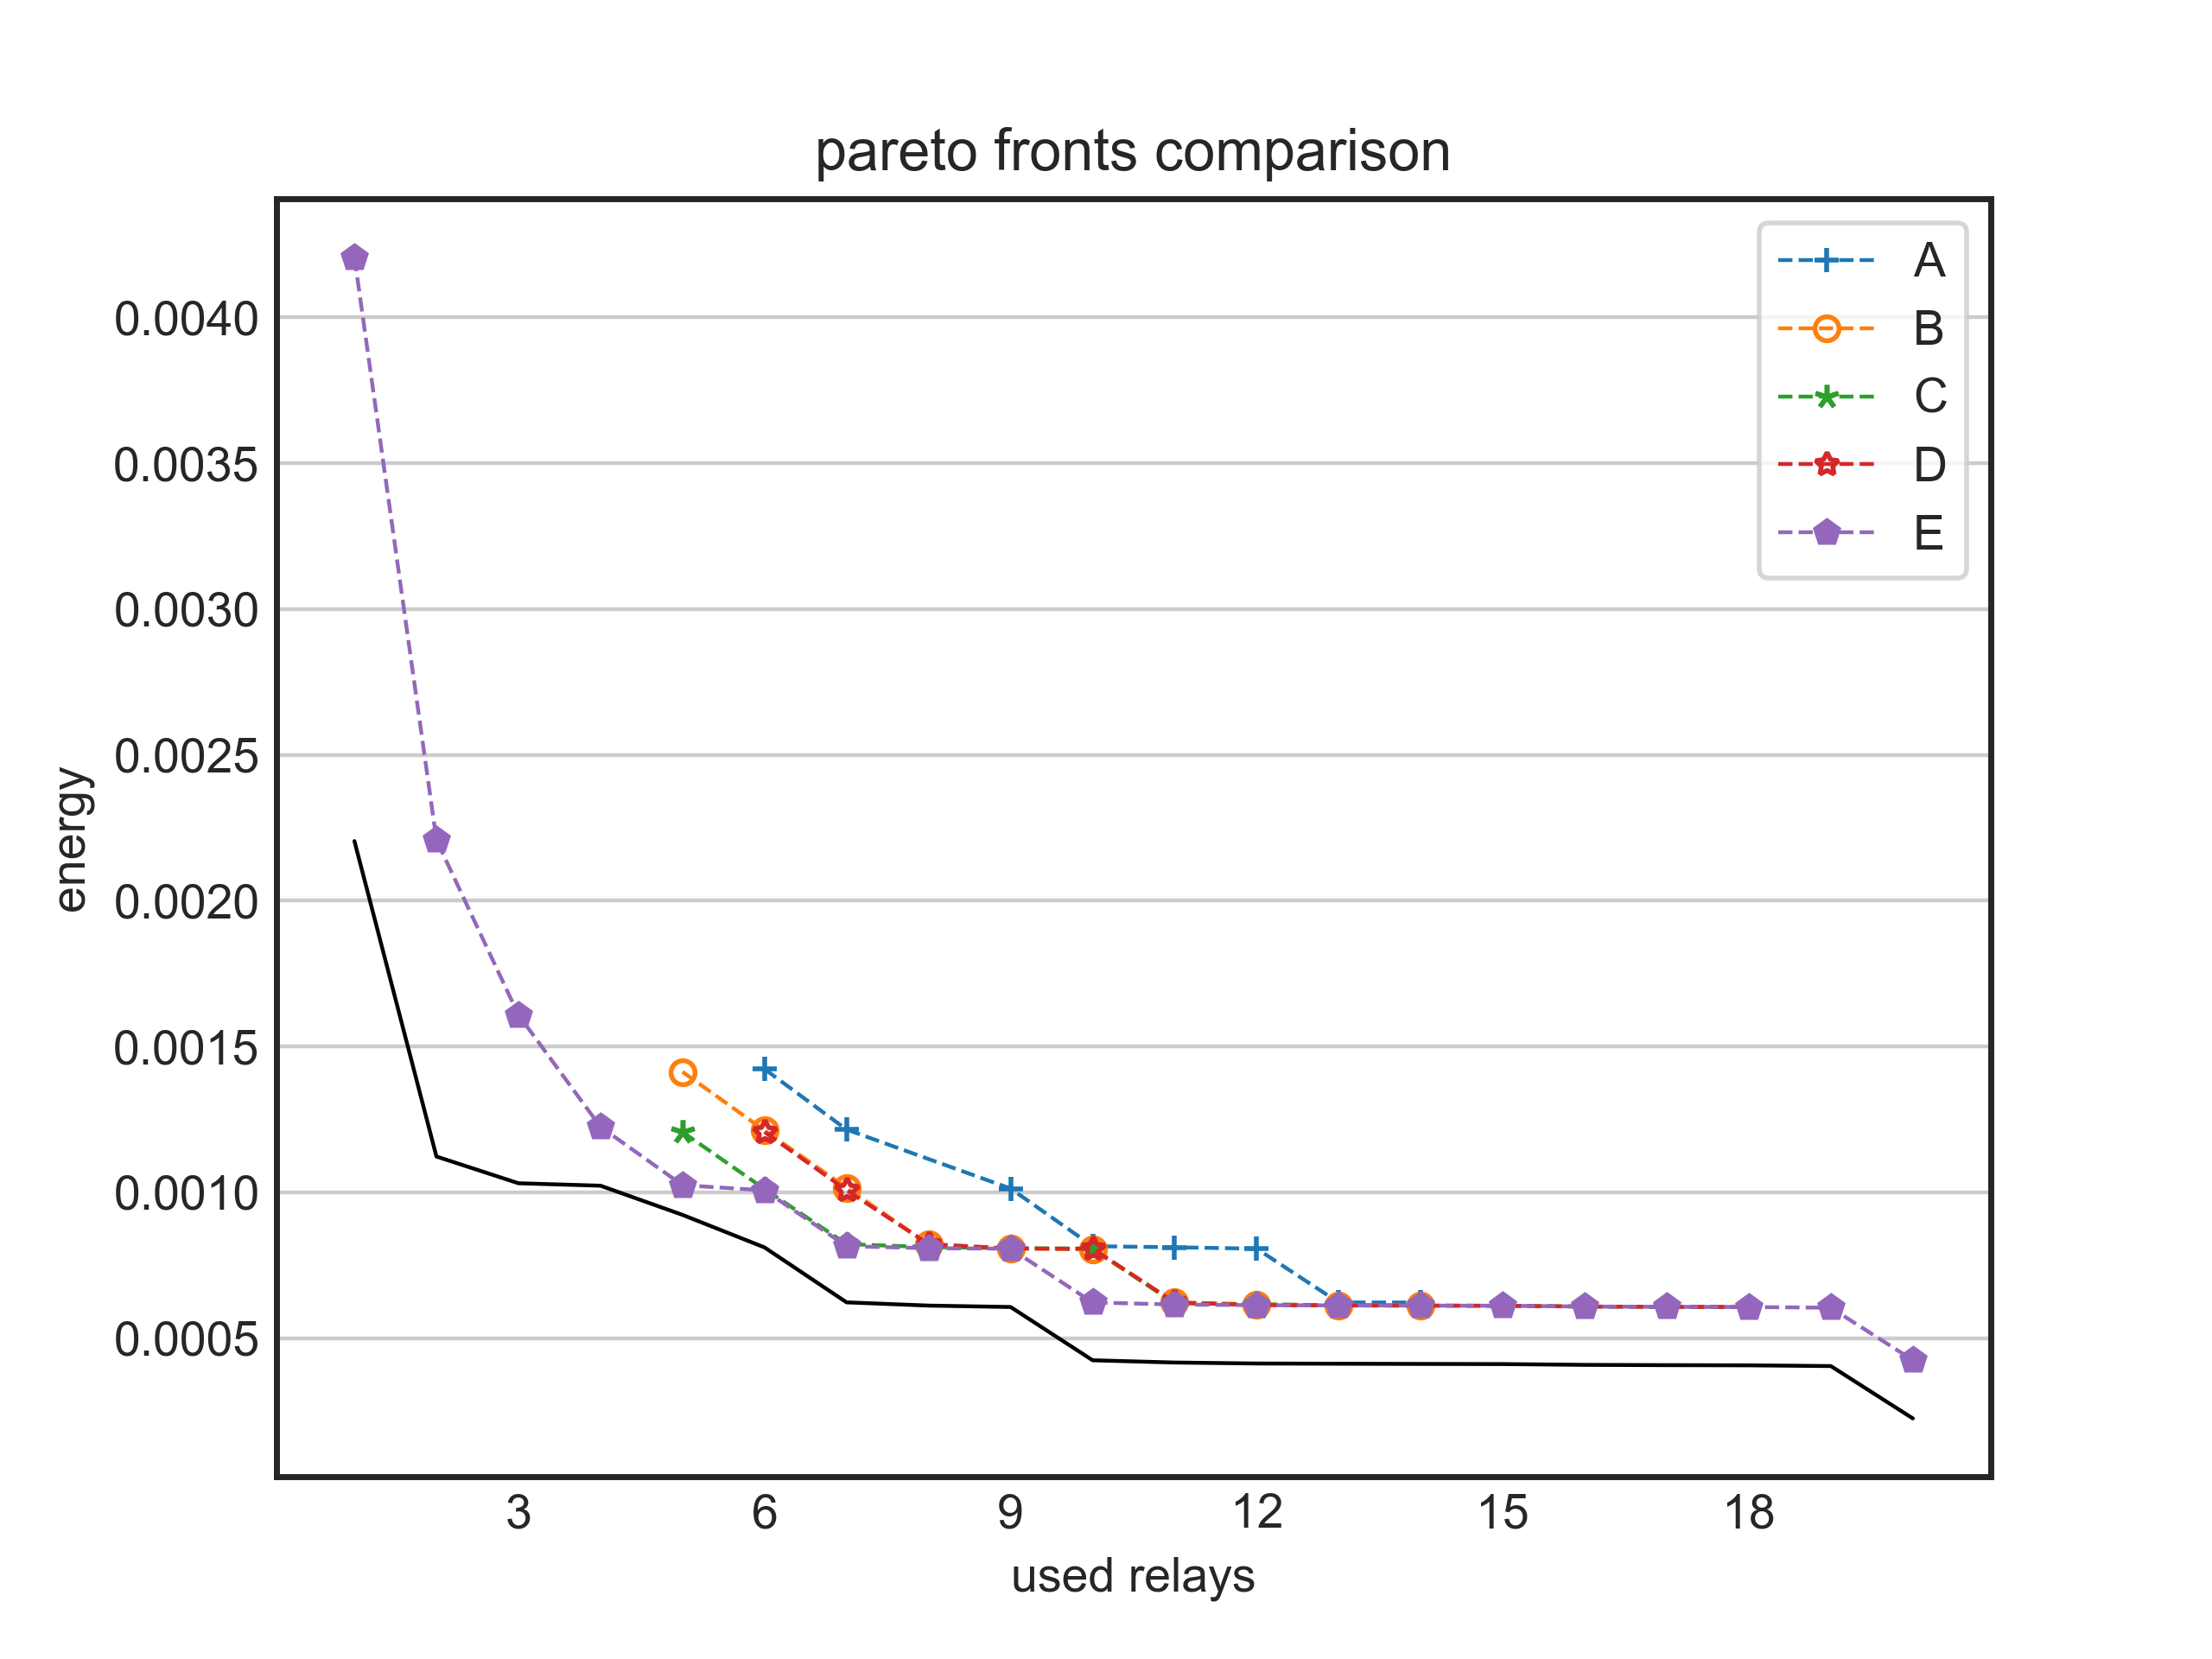 pareto fronts comparison
A
B
C
D
E
0.0040
0.0035
0.0030
0.0025
0.0020
0.0015
0.0010
0.0005
energy
3 6 9 12 15 18
used relays